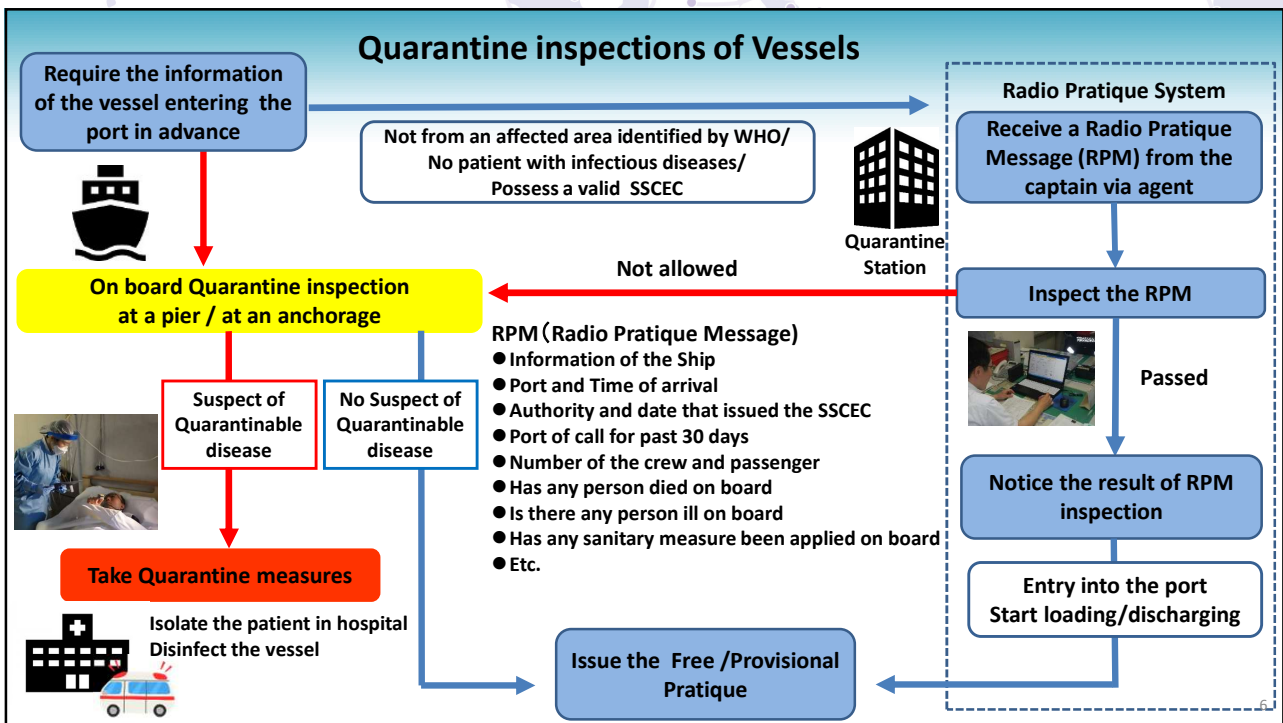 Quarantine inspections of Vessels
Require the information
of the vessel entering the
port in advance
Not from an affected area identified by WHO/
No patient with infectious diseases/
Possess a valid SSCEC
Quarantine
Station
Radio Pratique System
Receive a Radio Pratique
Message (RPM) from the
captain via agent
Not allowed
Inspect the RPM
On board Quarantine inspection
at a pier / at an anchorage
RPM（Radio Pratique Message)
●Information of the Ship
●Port and Time of arrival
●Authority and date that issued the SSCEC
●Port of call for past 30 days
●Number of the crew and passenger
●Has any person died on board
●Is there any person ill on board
●Has any sanitary measure been applied on board
●Etc.
Passed
Suspect of
Quarantinable
disease
No Suspect of
Quarantinable
disease
Notice the result of RPM
inspection
Take Quarantine measures
Isolate the patient in hospital
Disinfect the vessel
Entry into the port
Start loading/discharging
Issue the Free /Provisional
Pratique
6